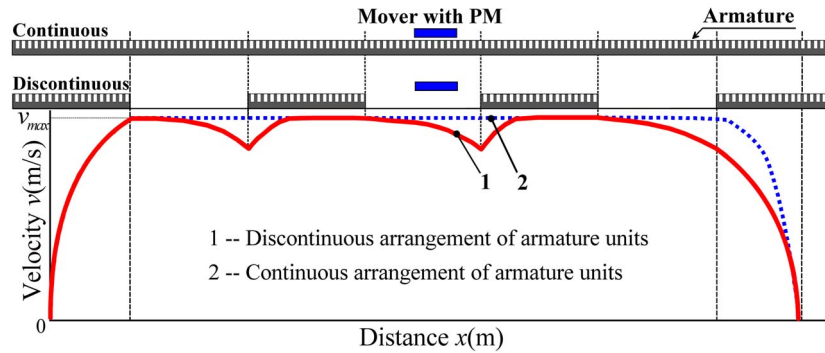 Mover with PM
Armature
Continuous
Discontinuous
vmax
Velocity v(m/s)
1
2
1 -- Discontinuous arrangement of armature units
2 -- Continuous arrangement of armature units
0
Distance x(m)